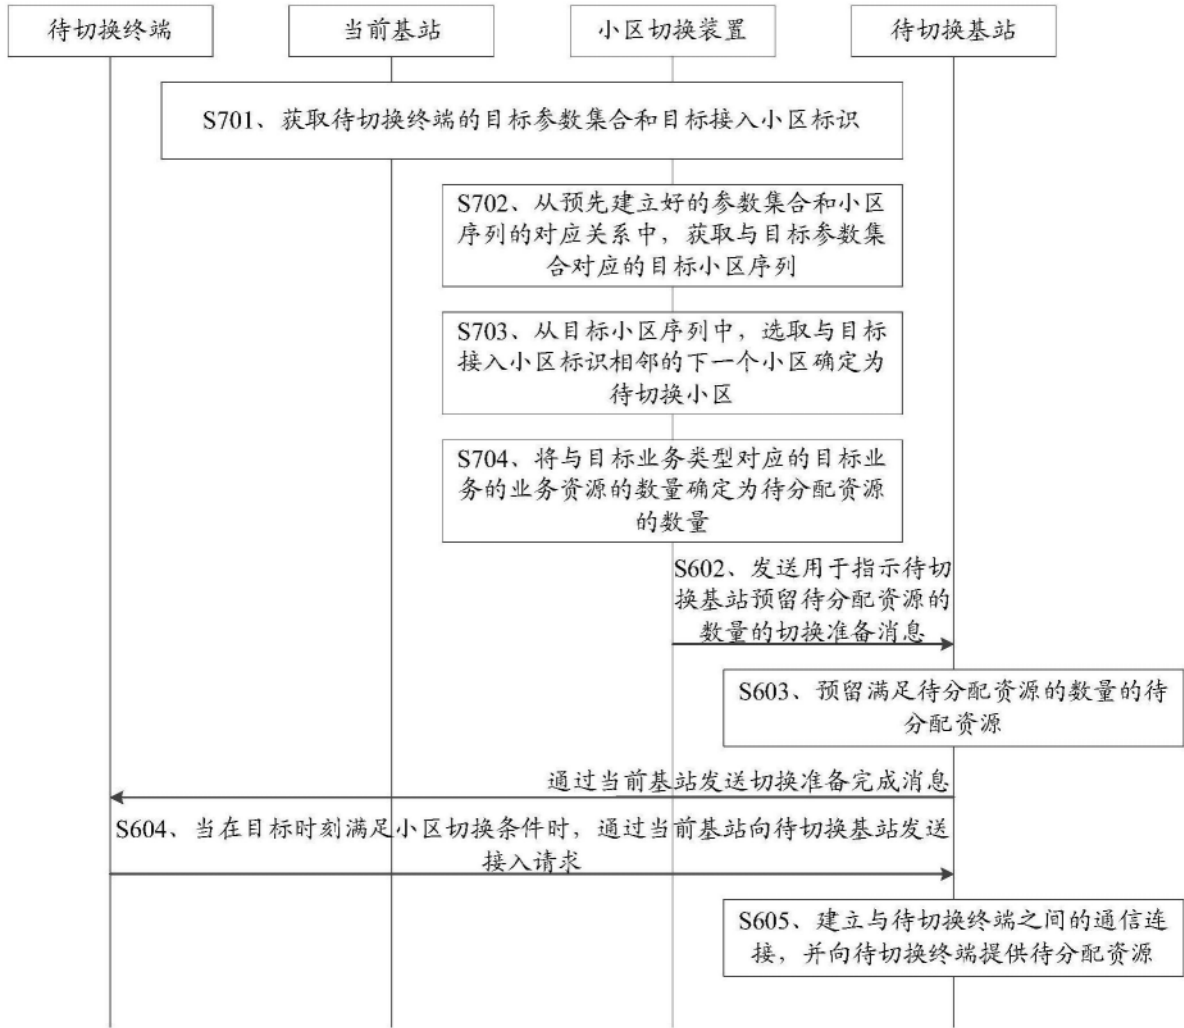 待切换终端
当前基站
小区切换装置
待切换基站
S701、获取待切换终端的目标参数集合和目标接入小区标识
S702、从预先建立好的参数集合和小区
序列的对应关系中，获取与目标参数集
合对应的目标小区序列
S703、从目标小区序列中，选取与目标
接入小区标识相邻的下一个小区确定为
待切换小区
S704、将与目标业务类型对应的目标业
务的业务资源的数量确定为待分配资源
的数量
S602、发送用于指示待切
换基站预留待分配资源的
数量的切换准备消息
S603、预留满足待分配资源的数量的待
分配资源
通过当前基站发送切换准备完成消息
S604、当在目标时刻满足小区切换条件时，通过当前基站向待切换基站发送
接入请求
S605、建立与待切换终端之间的通信连
接，并向待切换终端提供待分配资源